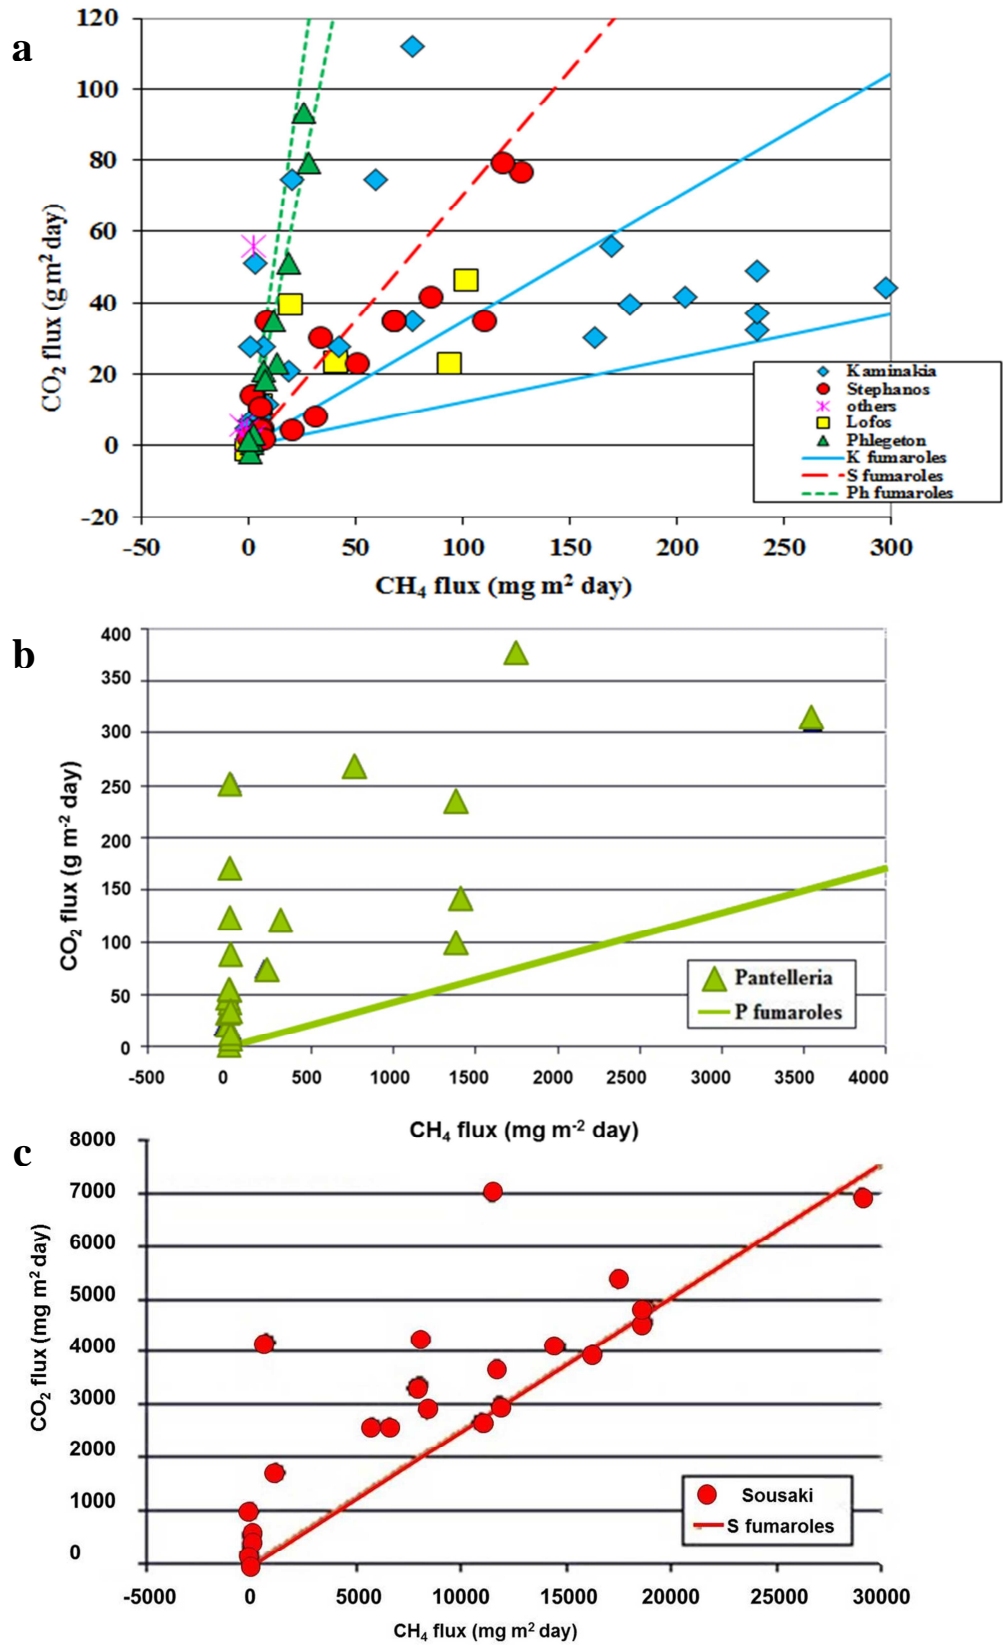 a
120
100
80
60
40
20
0
-20
CO2 flux (g m2 day)
-50 0 50 100 150 200 250 300
CH4 flux (mg m2 day)
Kaminakia
Stephanos
others
Lofos
Phlegeton
K fumaroles
S fumaroles
Ph fumaroles
b
400
350
300
250
200
150
100
50
0
CO2 flux (g m-2 day)
-500 0 500 1000 1500 2000 2500 3000 3500 4000
CH4 flux (mg m-2 day)
Pantelleria
P fumaroles
c
8000
7000
6000
5000
4000
3000
2000
1000
0
CO2 flux (mg m2 day)
-5000 0 5000 10000 15000 20000 25000 30000
CH4 flux (mg m2 day)
Sousaki
S fumaroles